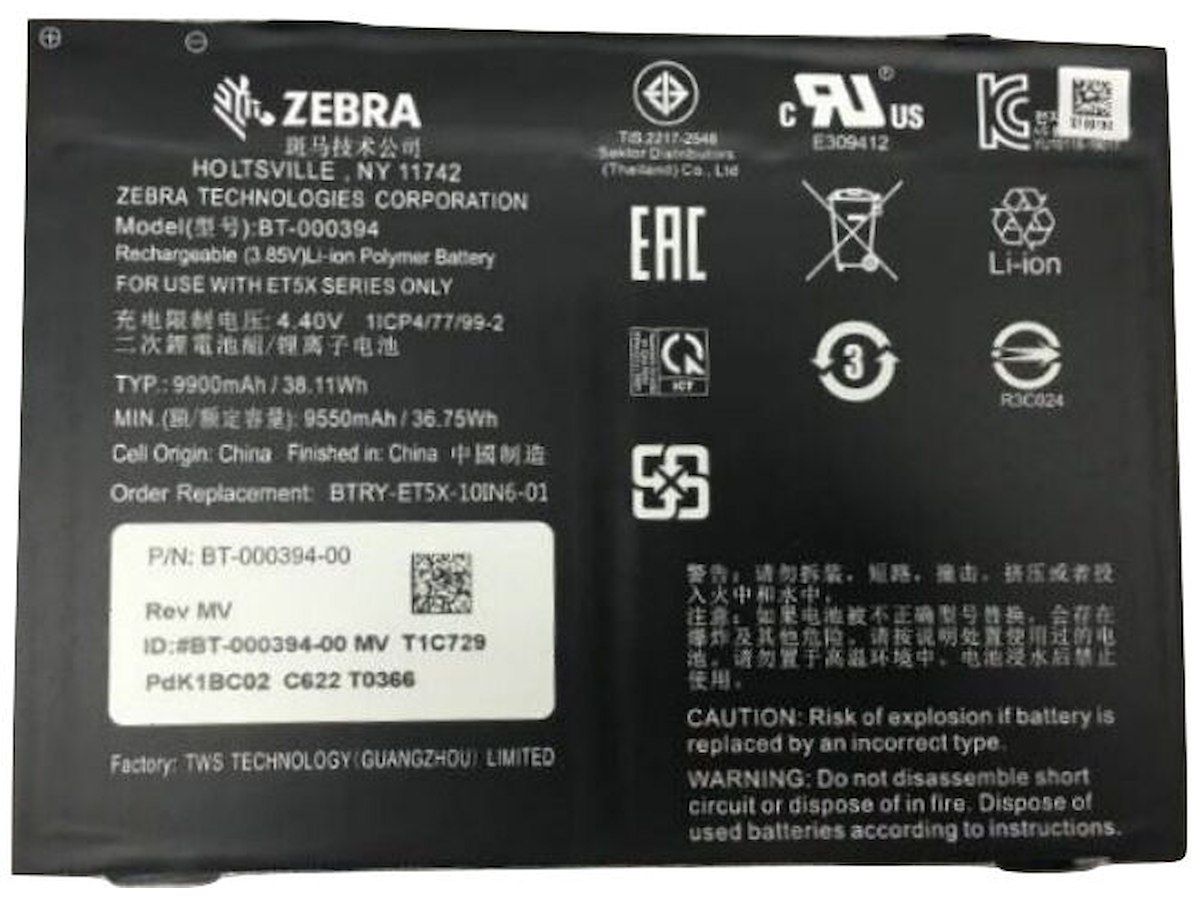 ZEBRA
斑马技术公司
HOLTSVILLE , NY 11742
ZEBRA TECHNOLOGIES CORPORATION
Model(型号):BT-000394
Rechargeable (3.85V)Li-ion Polymer Battery
FOR USE WITH ET5X SERIES ONLY
充电限制电压: 4.40V 1ICP4/77/99-2
二次鋰電池組/锂离子电池
TYP.: 9900mAh / 38.11Wh
MIN.(額/额定容量): 9550mAh / 36.75Wh
Cell Origin: China Finished in: China 中國制造
Order Replacement: BTRY-ET5X-10IN6-01
P/N: BT-000394-00
Rev MV
ID:#BT-000394-00 MV T1C729
PdK1BC02 C622 T0366
Factory: TWS TECHNOLOGY(GUANGZHOU) LIMITED
TIS.2217-2548
Sektor Distributors
(Thailand) Co., Ltd
C RU US ®
E309412
KC
EAC
7
Li-ion
ICT
3
R3C024
警告：请勿拆装，短路，撞击，挤压或者投
入火中和水中。
注意：如果电池被不正确型号替换，会存在
爆炸及其他危险，请按说明处置使用过的电
池，请勿置于高温环境中，电池浸水后禁止
使用。
CAUTION: Risk of explosion if battery is
replaced by an incorrect type.
WARNING: Do not disassemble short
circuit or dispose of in fire. Dispose of
used batteries according to instructions.